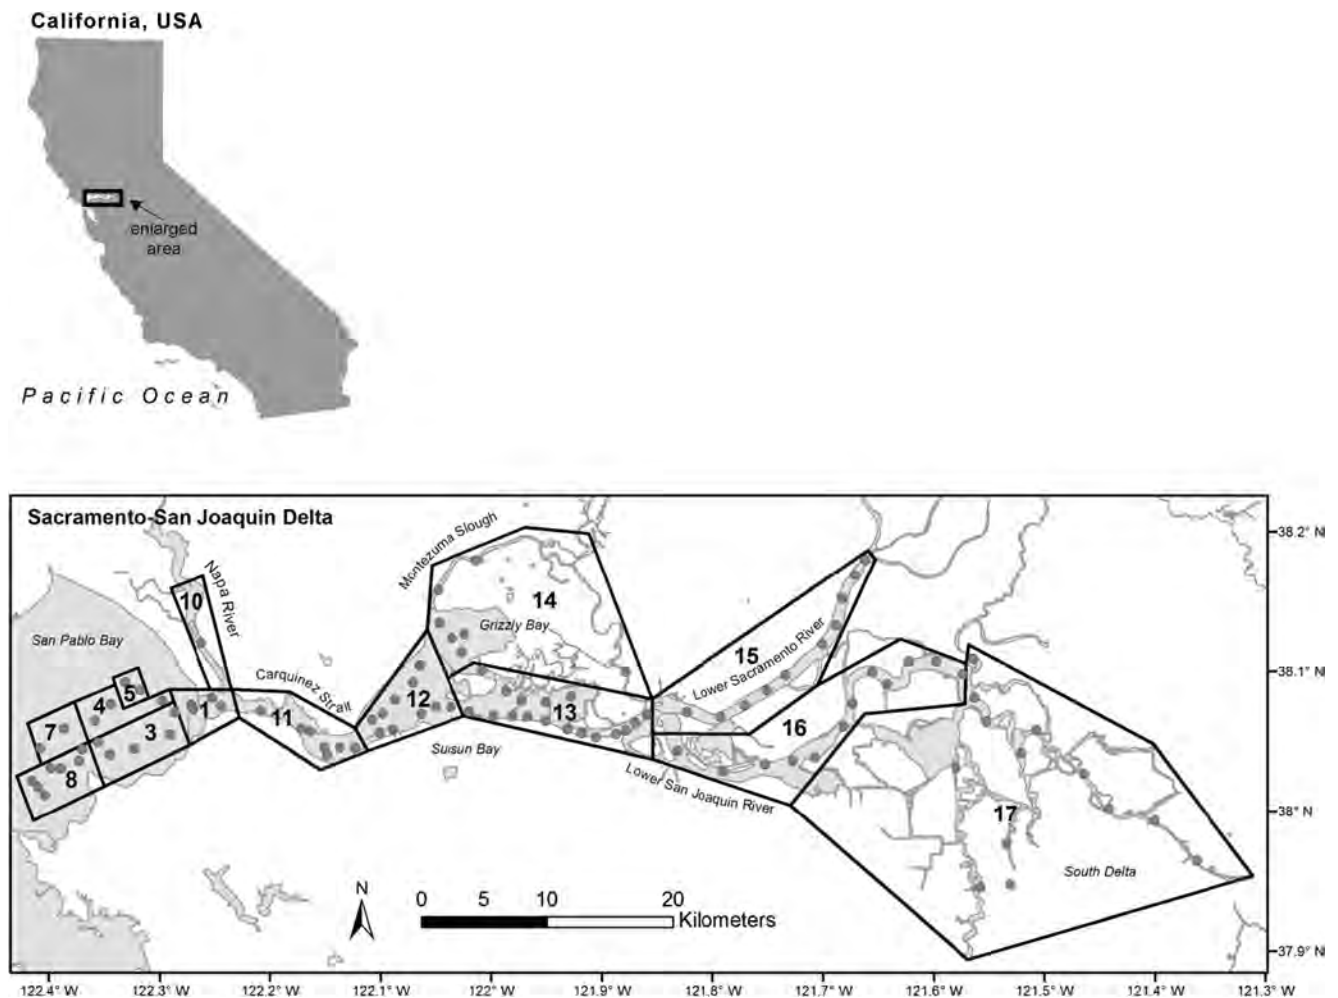 California, USA
enlarged
area
Pacific Ocean
Sacramento-San Joaquin Delta
San Pablo Bay
Napa River
Carquinez Strait
Montezuma Slough
Grizzly Bay
Suisun Bay
Lower Sacramento River
Lower San Joaquin River
South Delta
10
14
15
5
4
7
1
3
8
11
12
13
16
17
N
0 5 10 20
Kilometers
38.2° N
38.1° N
38° N
37.9° N
122.4° W 122.3° W 122.2° W 122.1° W 122° W 121.9° W 121.8° W 121.7° W 121.6° W 121.5° W 121.4° W 121.3° W